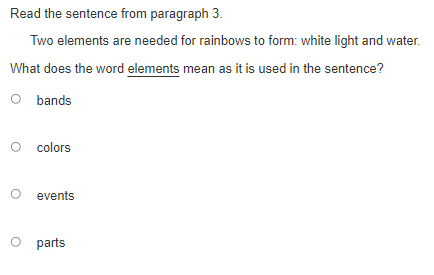 Read the sentence from paragraph 3.
Two elements are needed for rainbows to form: white light and water.
What does the word elements mean as it is used in the sentence?
bands
colors
events
parts